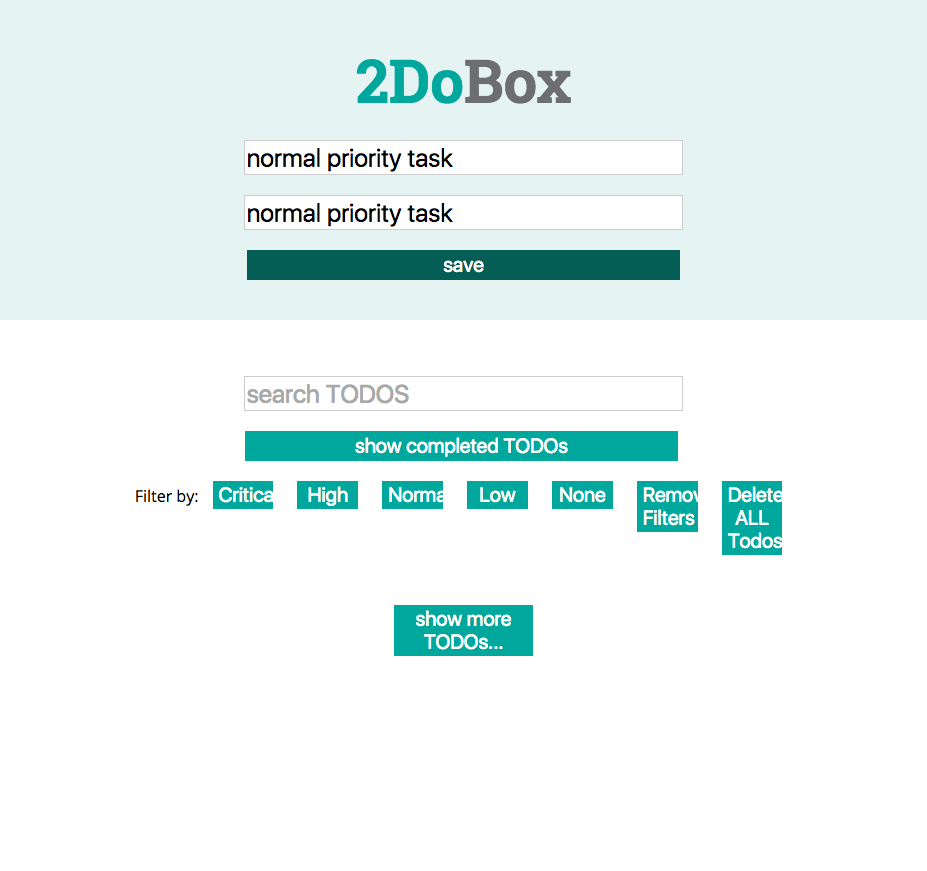 2DoBox
normal priority task
normal priority task
save
search TODOS
show completed TODOs
Filter by: Critica High Norma Low None Remov Delete
Filters ALL
Todos
show more
TODOs...